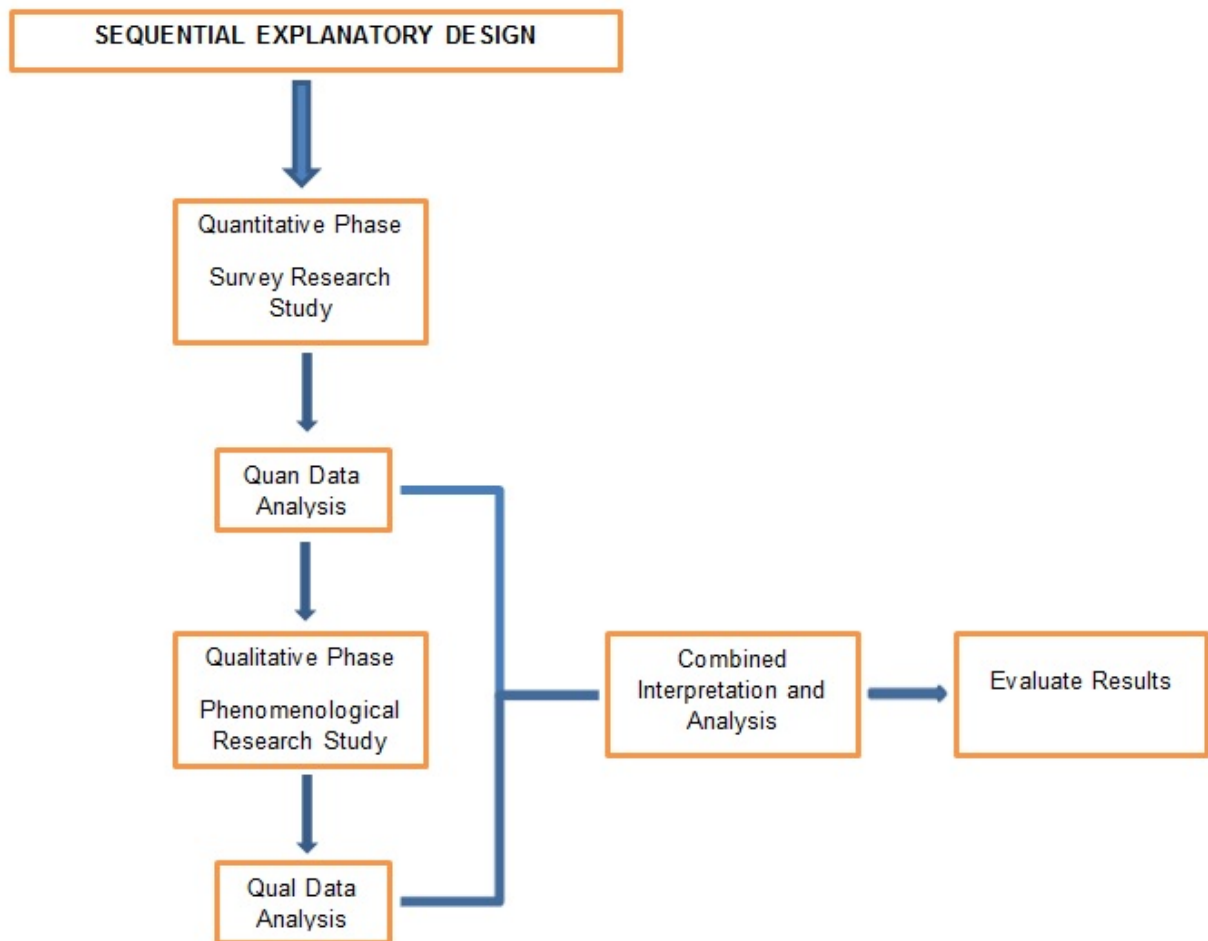 SEQUENTIAL EXPLANATORY DESIGN
Quantitative Phase
Survey Research
Study
Quan Data
Analysis
Qualitative Phase
Phenomenological
Research Study
Qual Data
Analysis
Combined
Interpretation and
Analysis
Evaluate Results